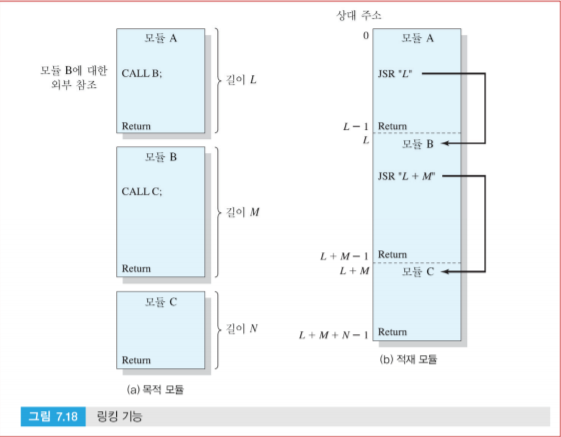 모듈 A
모듈 B에 대한
외부 참조
CALL B;
길이 L
Return
모듈 B
CALL C;
길이 M
Return
모듈 C
길이 N
Return
(a) 목적 모듈
상대 주소
0
모듈 A
JSR "L"
L − 1
Return
L
모듈 B
JSR "L + M"
L + M − 1
Return
L + M
모듈 C
L + M + N − 1
Return
(b) 적재 모듈
그림 7.18 링킹 기능